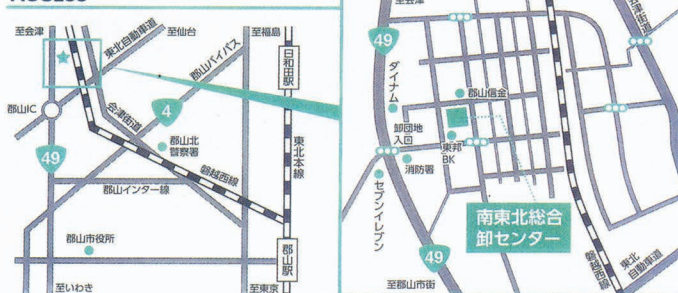 ACCESS
至会津
至仙台
至福島
東北自動車道
郡山バイパス
日和田駅
郡山IC
会津街道
4
49
郡山北
警察署
東北本線
磐越西線
郡山インター線
郡山市役所
郡山駅
至いわき
至東京
至会津
49
ダイナム
郡山信金
卸団地
入口
東邦
BK
消防署
セブンイレブン
南東北総合
卸センター
49
至郡山市街
磐越西線
東北
自動車道